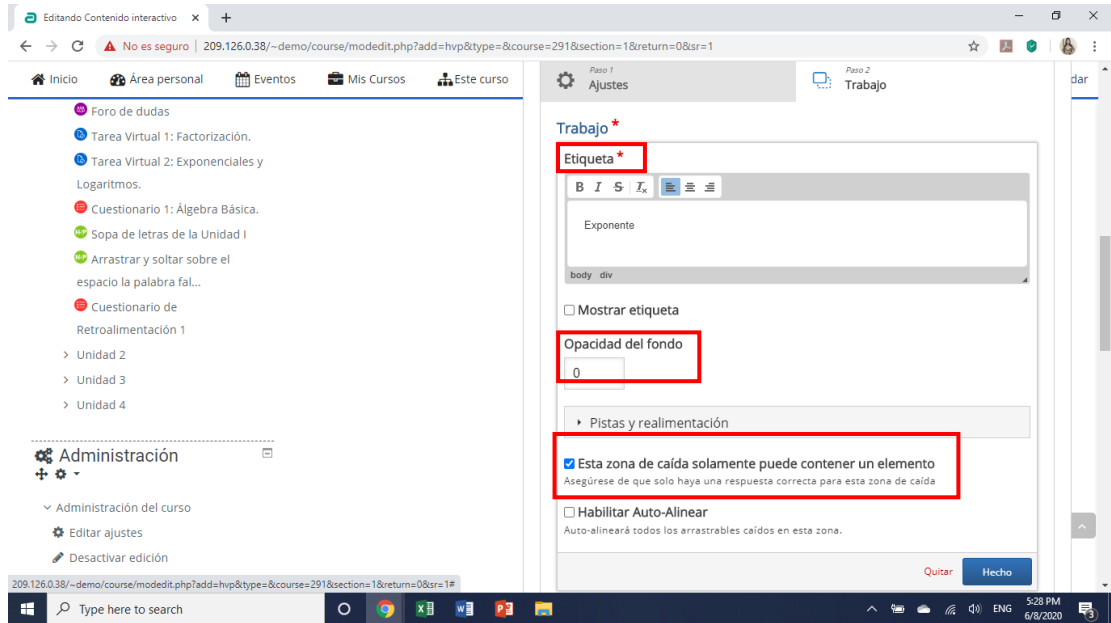 Editando Contenido interactivo
No es seguro | 209.126.0.38/~demo/course/modedit.php?add=hvp&type=&course=291&section=1&return=0&sr=1
Inicio Área personal Eventos Mis Cursos Este curso
dar
Foro de dudas
Tarea Virtual 1: Factorización.
Tarea Virtual 2: Exponenciales y
Logaritmos.
Cuestionario 1: Álgebra Básica.
Sopa de letras de la Unidad I
Arrastrar y soltar sobre el
espacio la palabra fal...
Cuestionario de
Retroalimentación 1
Unidad 2
Unidad 3
Unidad 4
Administración
Administración del curso
Editar ajustes
Desactivar edición
209.126.0.38/~demo/course/modedit.php?add=hvp&type=&course=291&section=1&return=0&sr=1#
Paso 1
Ajustes
Paso 2
Trabajo
Trabajo *
Etiqueta *
B I S Ix
Exponente
body div
Mostrar etiqueta
Opacidad del fondo
0
Pistas y realimentación
Esta zona de caída solamente puede contener un elemento
Asegúrese de que solo haya una respuesta correcta para esta zona de caída
Habilitar Auto-Alinear
Auto-alineará todos los arrastrables caídos en esta zona.
Quitar Hecho
Type here to search
ENG
5:28 PM
6/8/2020
3